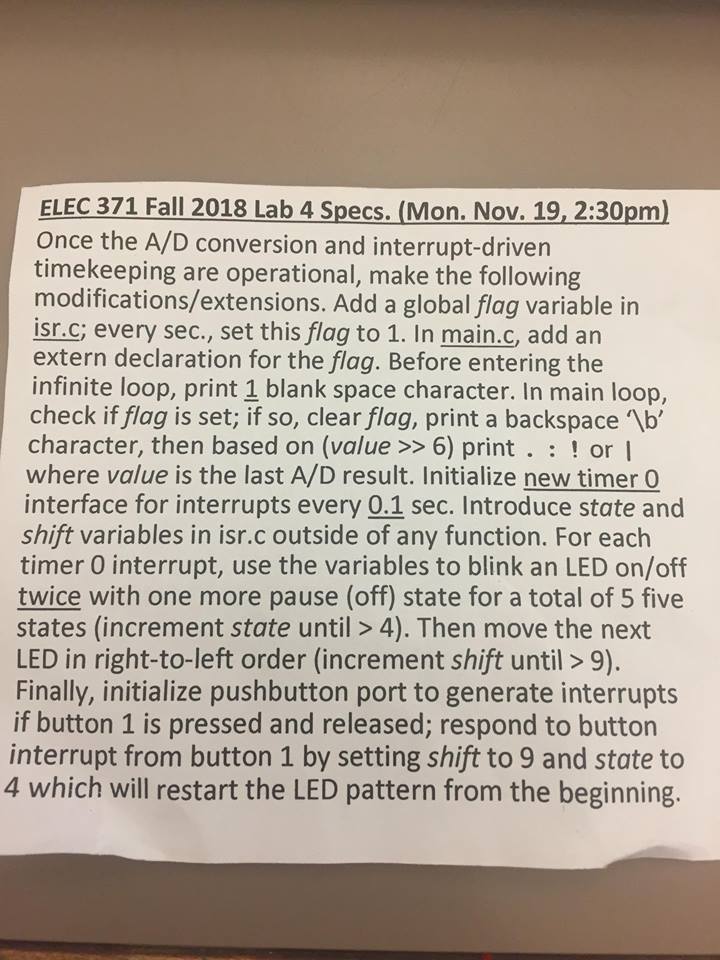 ELEC 371 Fall 2018 Lab 4 Specs. (Mon. Nov. 19, 2:30pm)
Once the A/D conversion and interrupt-driven
timekeeping are operational, make the following
modifications/extensions. Add a global flag variable in
isr.c; every sec., set this flag to 1. In main.c, add an
extern declaration for the flag. Before entering the
infinite loop, print 1 blank space character. In main loop,
check if flag is set; if so, clear flag, print a backspace ‘\b’
character, then based on (value >> 6) print . : ! or |
where value is the last A/D result. Initialize new timer 0
interface for interrupts every 0.1 sec. Introduce state and
shift variables in isr.c outside of any function. For each
timer 0 interrupt, use the variables to blink an LED on/off
twice with one more pause (off) state for a total of 5 five
states (increment state until > 4). Then move the next
LED in right-to-left order (increment shift until > 9).
Finally, initialize pushbutton port to generate interrupts
if button 1 is pressed and released; respond to button
interrupt from button 1 by setting shift to 9 and state to
4 which will restart the LED pattern from the beginning.